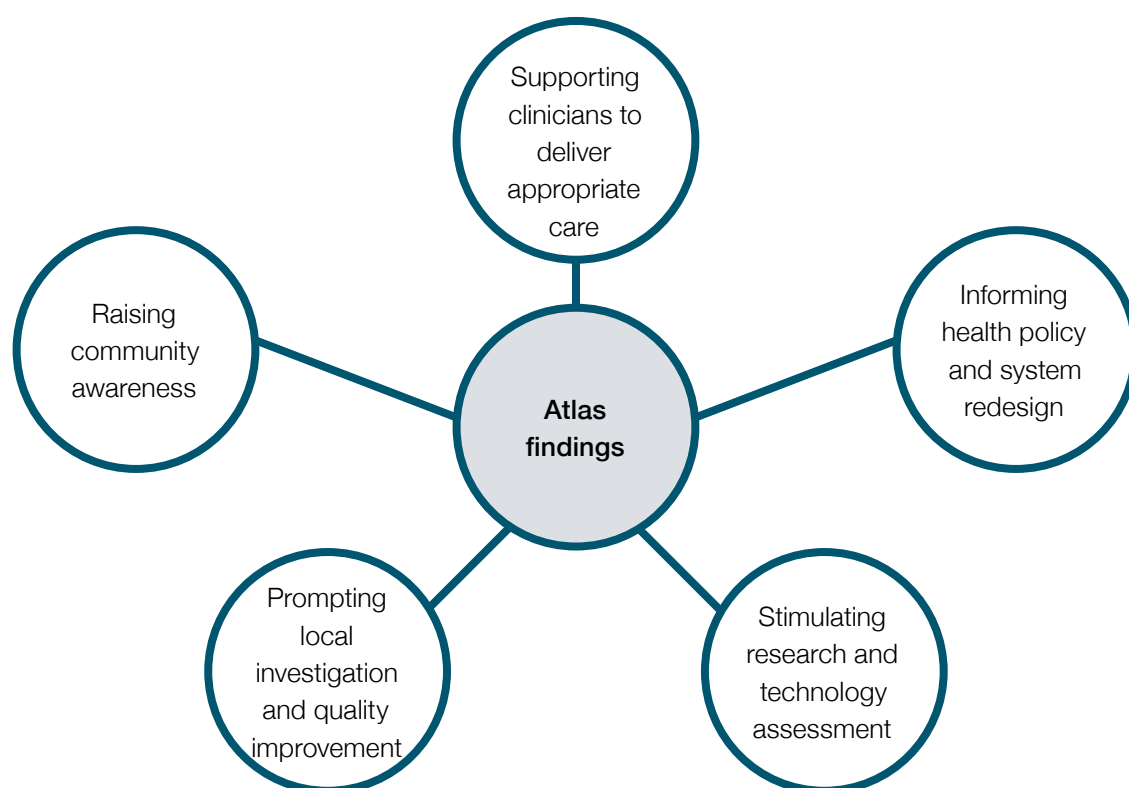 Supporting
clinicians to
deliver
appropriate
care
Raising
community
awareness
Informing
health policy
and system
redesign
Atlas
findings
Prompting
local
investigation
and quality
improvement
Stimulating
research and
technology
assessment